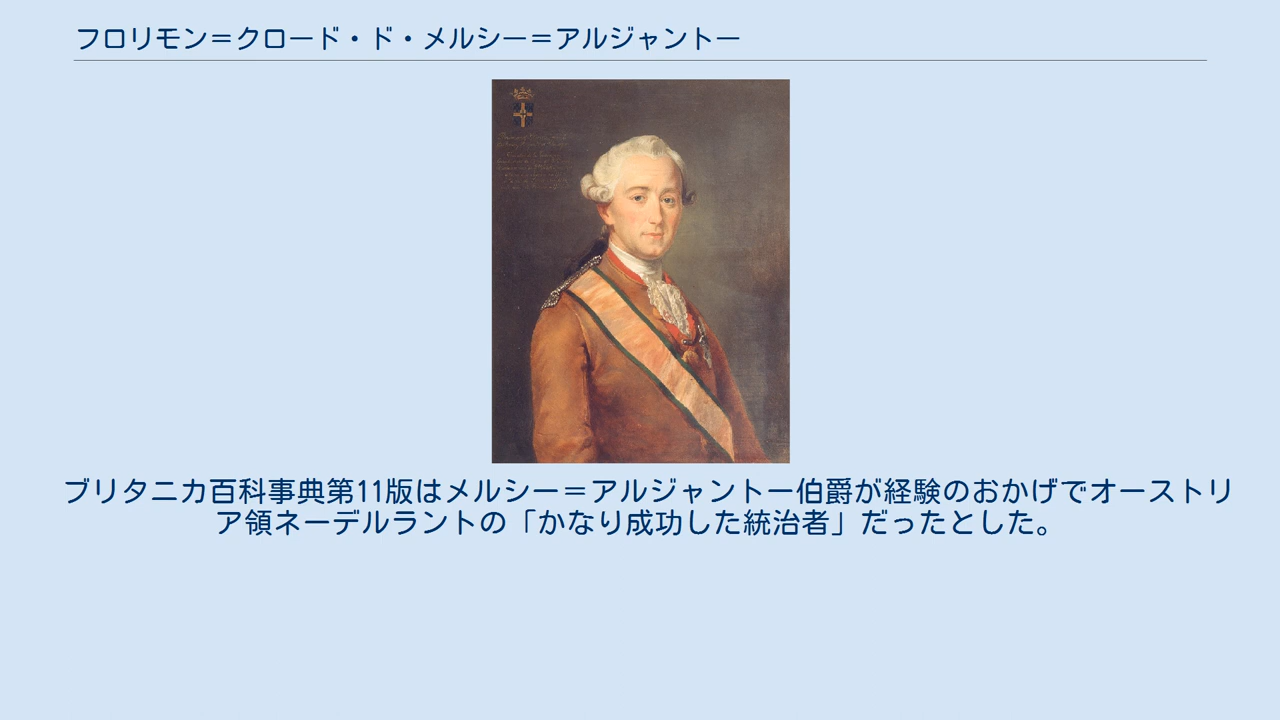 フロリモン＝クロード・ド・メルシー＝アルジャントー
ブリタニカ百科事典第11版はメルシー＝アルジャントー伯爵が経験のおかげでオーストリ
ア領ネーデルラントの「かなり成功した統治者」だったとした。